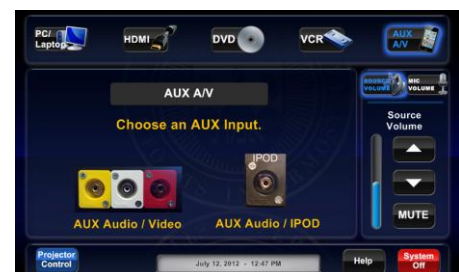 PC/
Laptop
HDMI
DVD
VCR
AUX
A/V
AUX A/V
Choose an AUX Input.
IPOD
AUX Audio / Video
AUX Audio / IPOD
SOURCE
VOLUME
MIC
VOLUME
Source
Volume
MUTE
Projector
Control
July 12, 2012 - 12:47 PM
Help
System
Off